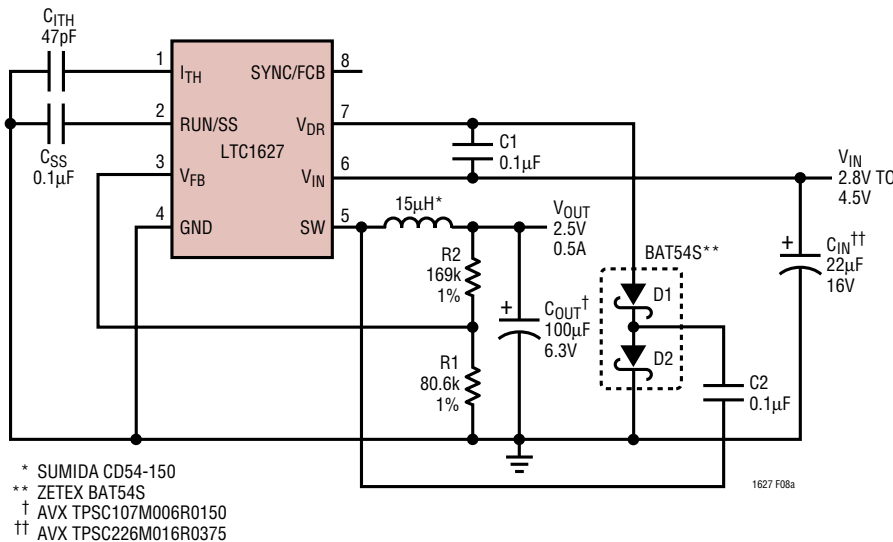 CITH
47pF
1
ITH
SYNC/FCB
8
2
RUN/SS
VDR
7
CSS
0.1µF
LTC1627
C1
0.1µF
3
VFB
VIN
6
VIN
2.8V TO
4.5V
4
GND
SW
5
15µH*
VOUT
2.5V
0.5A
R2
169k
1%
BAT54S**
CIN††
22µF
16V
+
+
COUT†
100µF
6.3V
D1
D2
R1
80.6k
1%
C2
0.1µF
* SUMIDA CD54-150
** ZETEX BAT54S
† AVX TPSC107M006R0150
†† AVX TPSC226M016R0375
1627 F08a